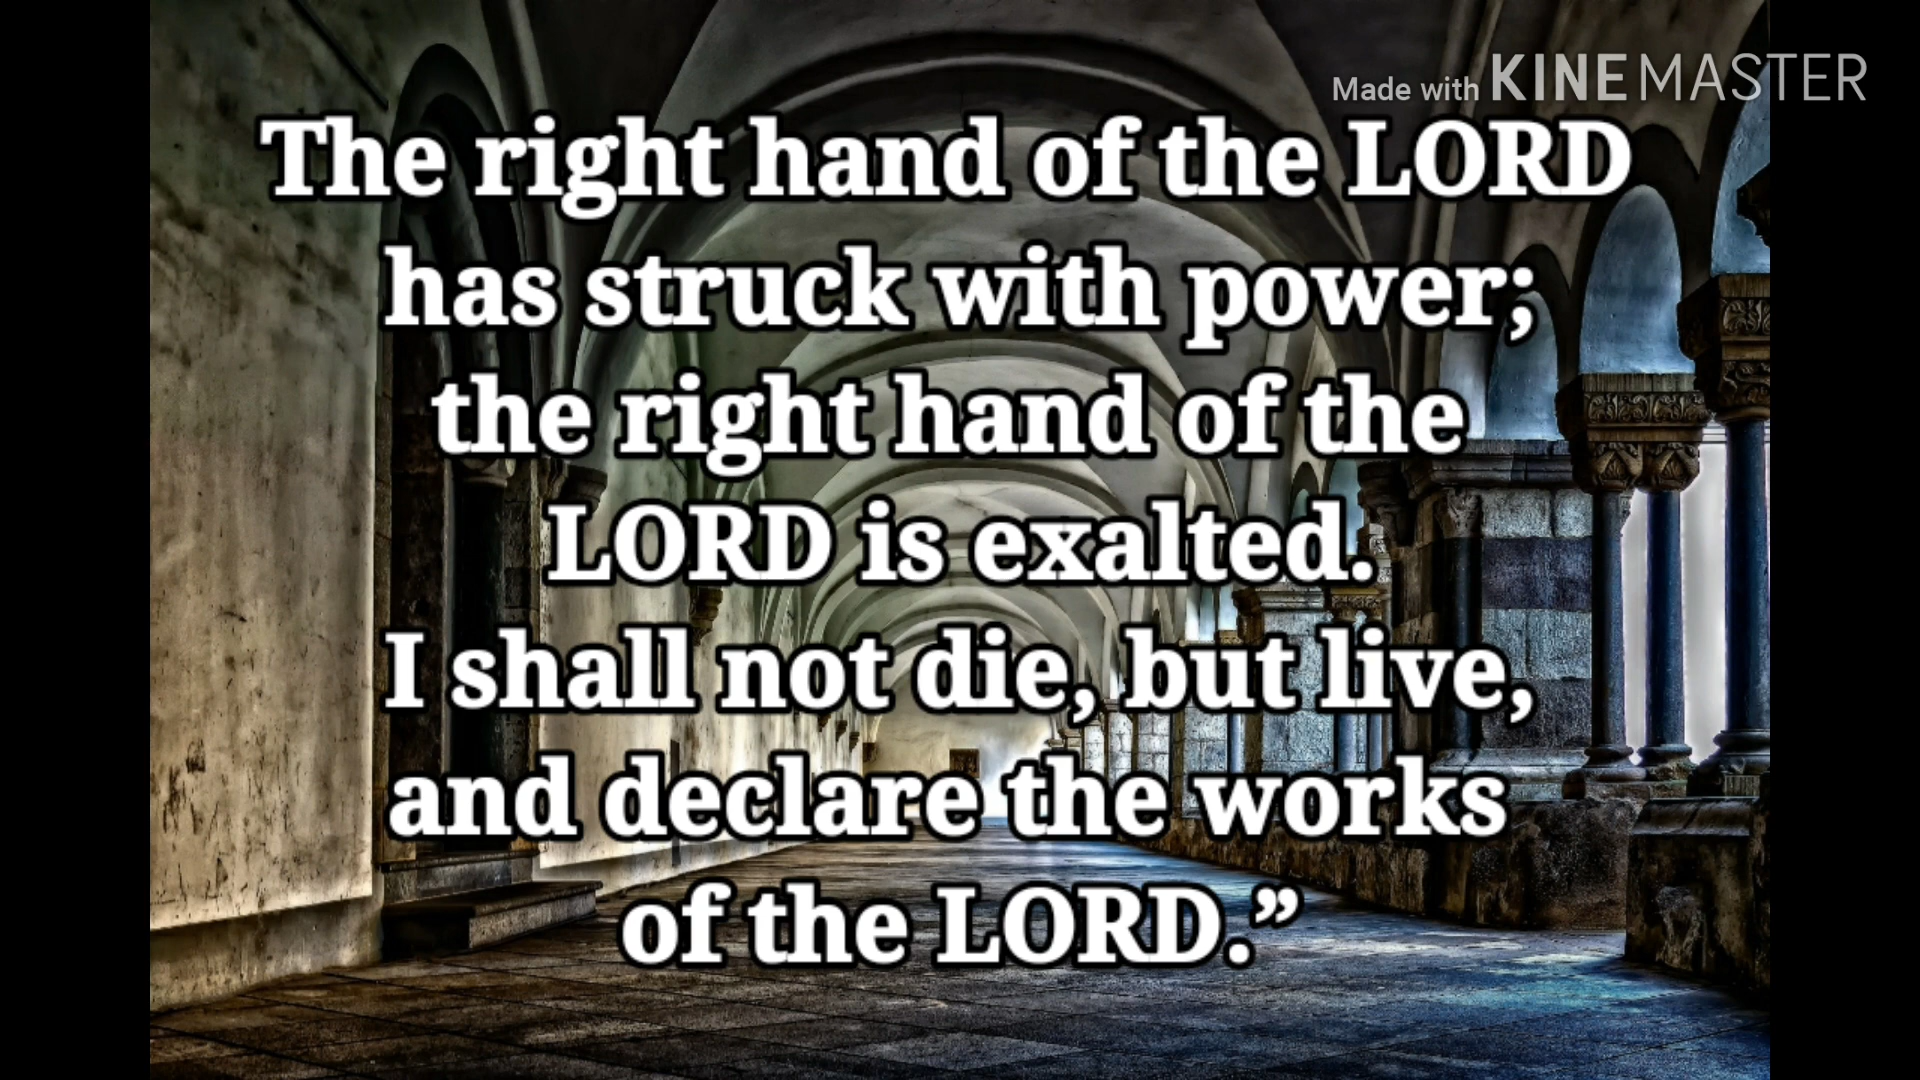 Made with KINEMASTER
The right hand of the LORD
has struck with power;
the right hand of the
LORD is exalted.
I shall not die, but live,
and declare the works
of the LORD.”